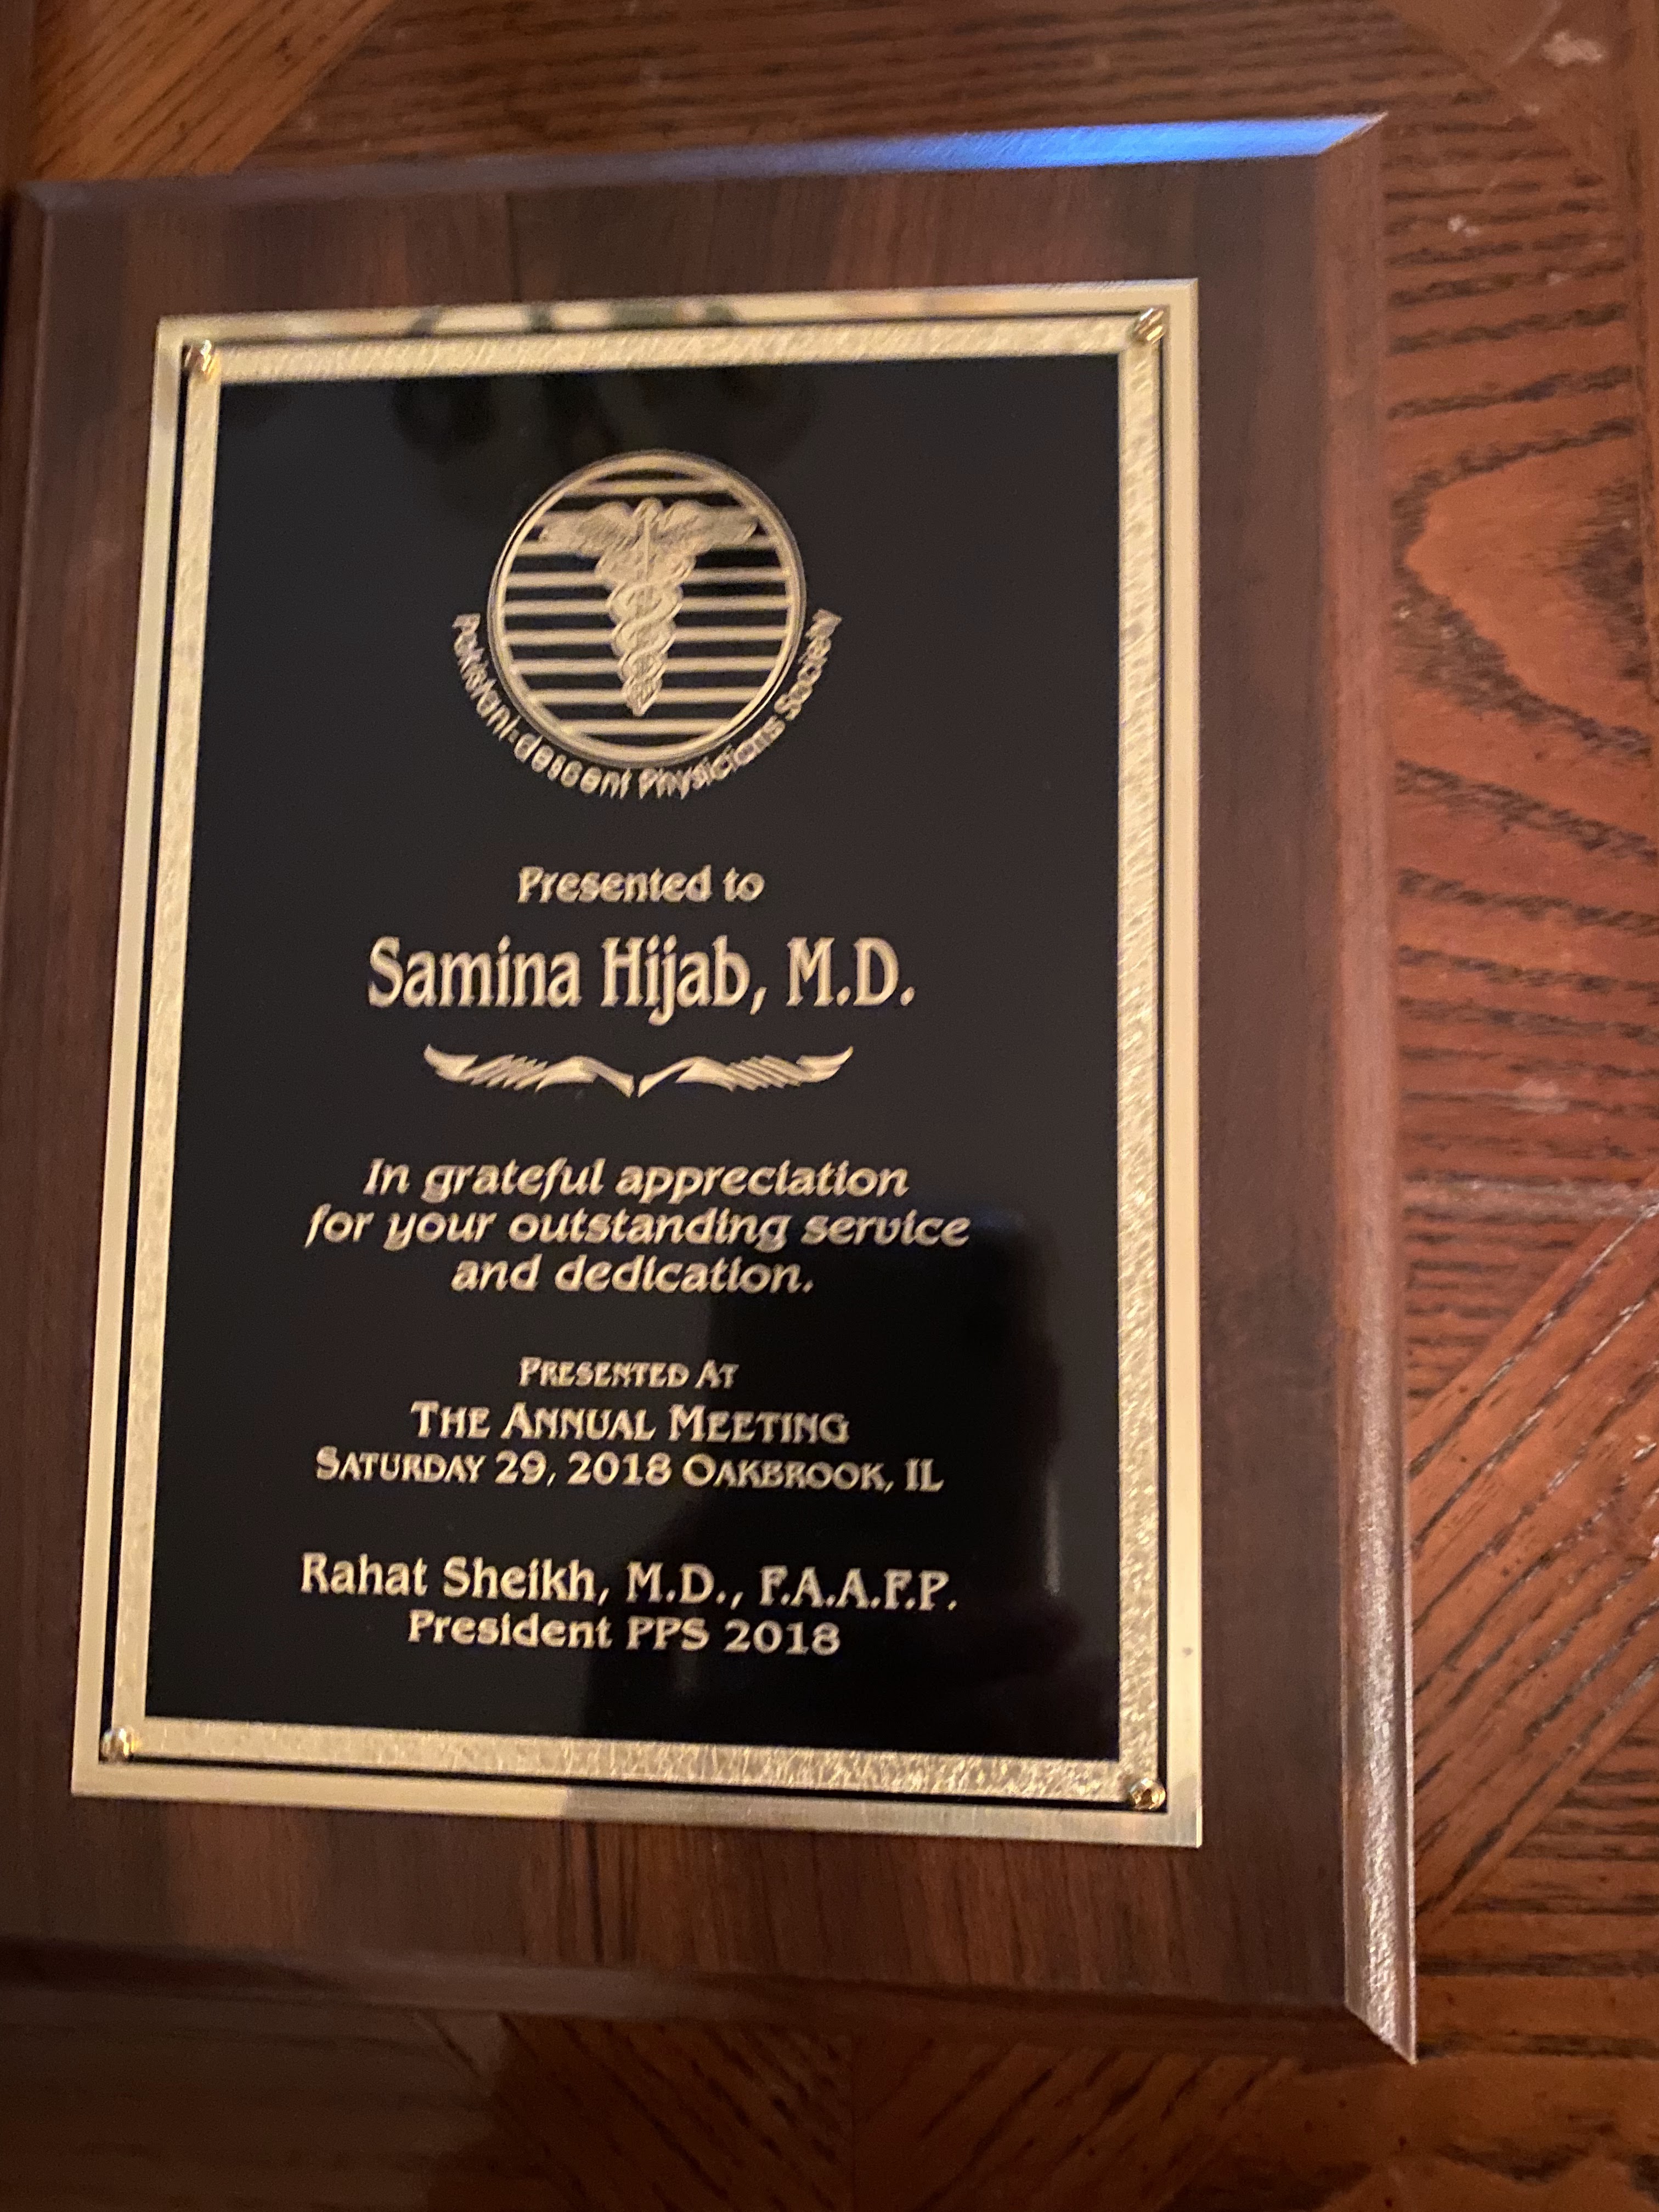 Pakistani-descent Physicians Society
Presented to
Samina Hijab, M.D.
In grateful appreciation
for your outstanding service
and dedication.
PRESENTED AT
THE ANNUAL MEETING
SATURDAY 29, 2018 OAKBROOK, IL
Rahat Sheikh, M.D., F.A.A.F.P.
President PPS 2018